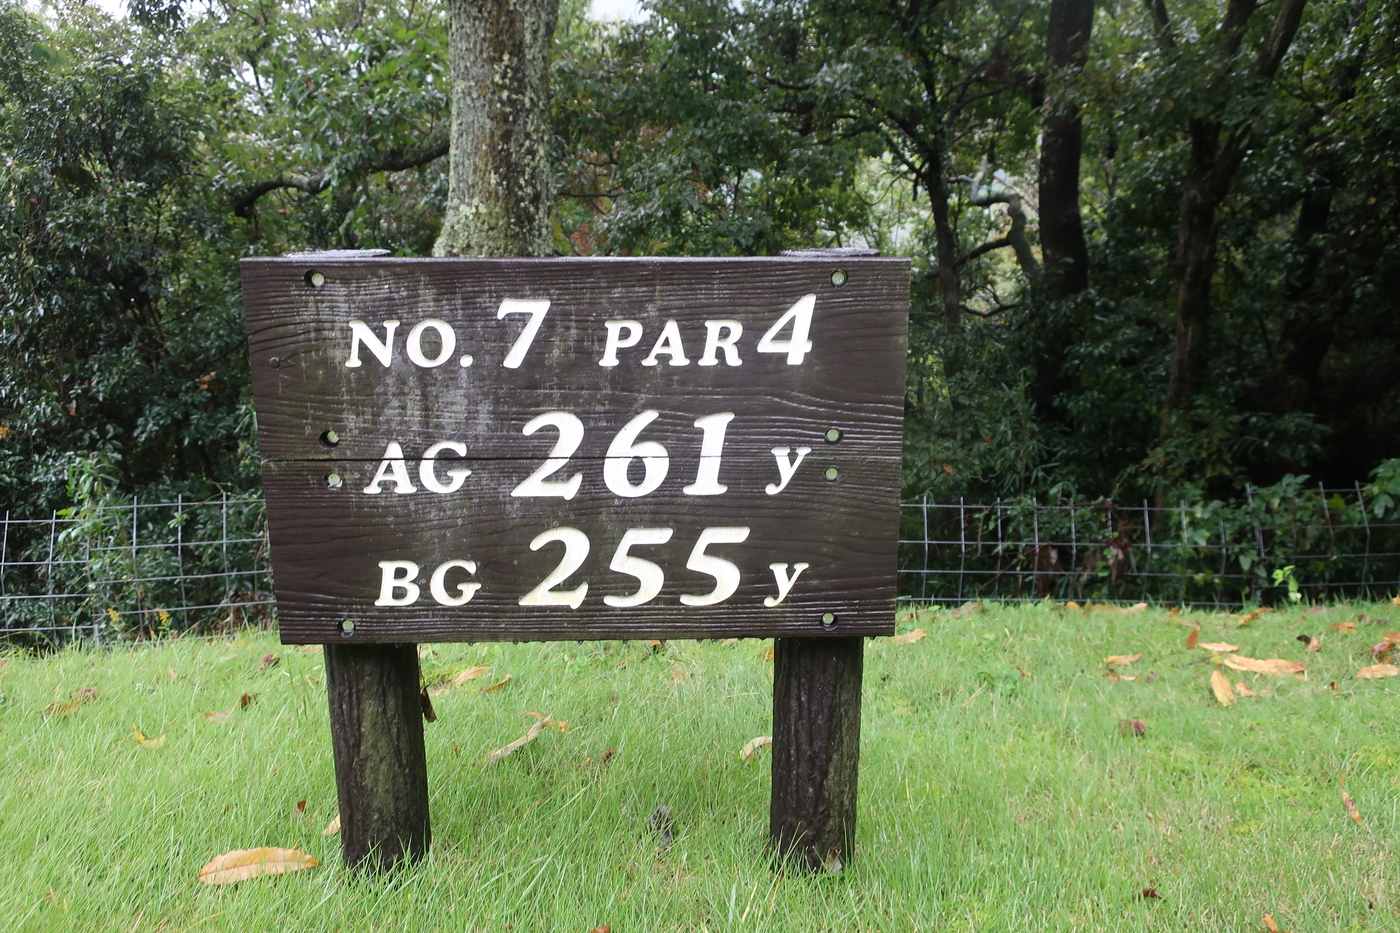 NO. 7 PAR 4
AG 261 y
BG 255 y